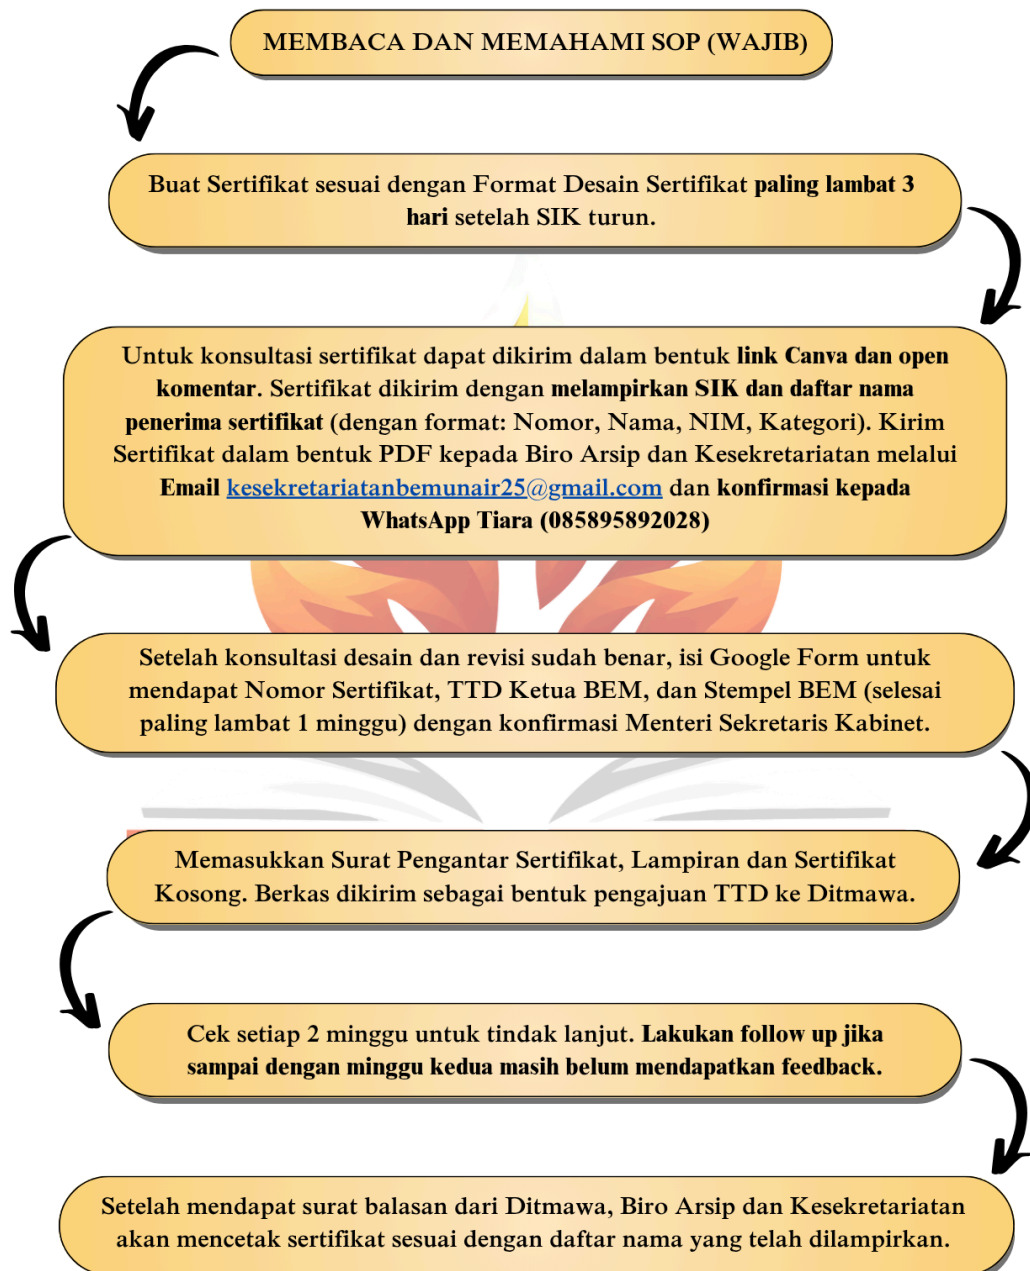 MEMBACA DAN MEMAHAMI SOP (WAJIB)
Buat Sertifikat sesuai dengan Format Desain Sertifikat paling lambat 3
hari setelah SIK turun.
Untuk konsultasi sertifikat dapat dikirim dalam bentuk link Canva dan open
komentar. Sertifikat dikirim dengan melampirkan SIK dan daftar nama
penerima sertifikat (dengan format: Nomor, Nama, NIM, Kategori). Kirim
Sertifikat dalam bentuk PDF kepada Biro Arsip dan Kesekretariatan melalui
Email kesekretariatanbemunair25@gmail.com dan konfirmasi kepada
WhatsApp Tiara (085895892028)
Setelah konsultasi desain dan revisi sudah benar, isi Google Form untuk
mendapat Nomor Sertifikat, TTD Ketua BEM, dan Stempel BEM (selesai
paling lambat 1 minggu) dengan konfirmasi Menteri Sekretaris Kabinet.
Memasukkan Surat Pengantar Sertifikat, Lampiran dan Sertifikat
Kosong. Berkas dikirim sebagai bentuk pengajuan TTD ke Ditmawa.
Cek setiap 2 minggu untuk tindak lanjut. Lakukan follow up jika
sampai dengan minggu kedua masih belum mendapatkan feedback.
Setelah mendapat surat balasan dari Ditmawa, Biro Arsip dan Kesekretariatan
akan mencetak sertifikat sesuai dengan daftar nama yang telah dilampirkan.